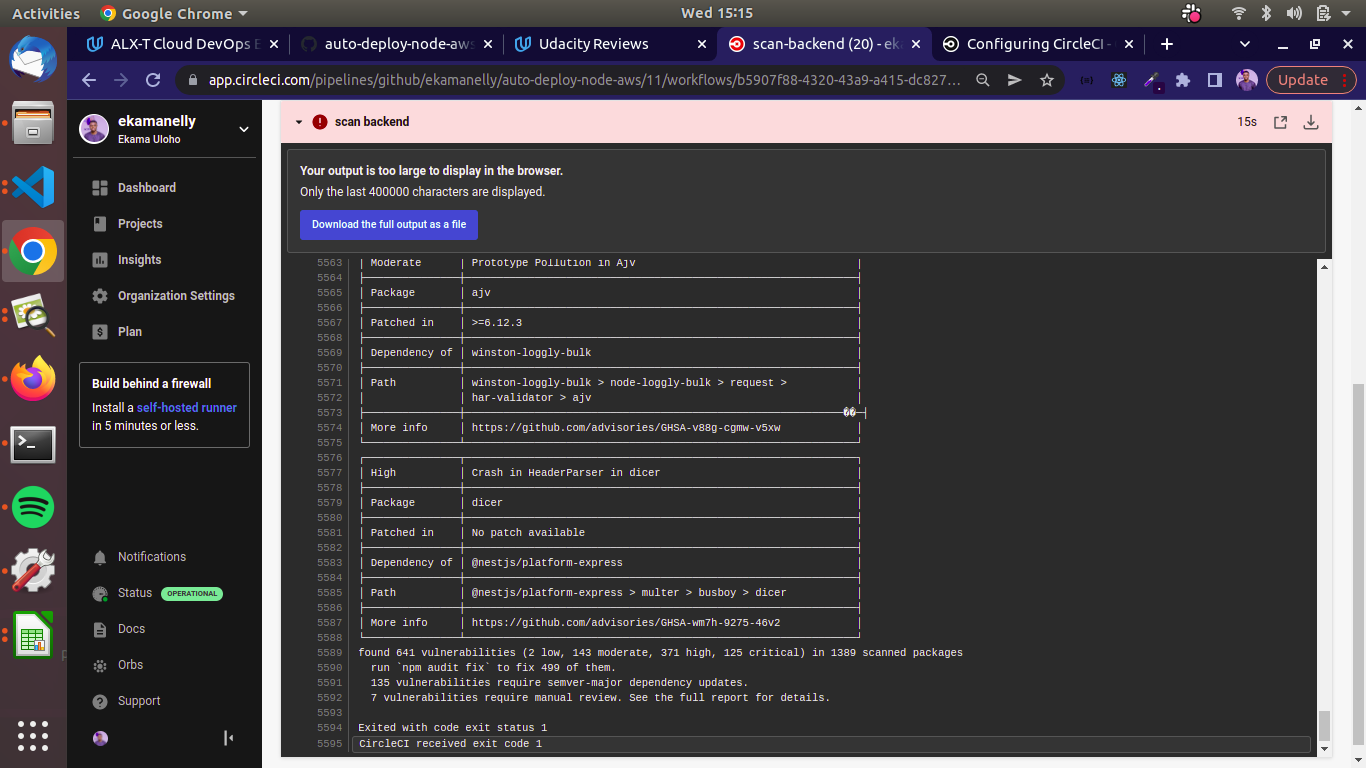 Activities
Google Chrome
Wed 15:15
ALX-T Cloud DevOps E
auto-deploy-node-aws
Udacity Reviews
scan-backend (20) - eka
Configuring CircleCI -
app.circleci.com/pipelines/github/ekamanelly/auto-deploy-node-aws/11/workflows/b5907f88-4320-43a9-a415-dc827…
Update
ekamanelly
Ekama Uloho
Dashboard
Projects
Insights
Organization Settings
Plan
Build behind a firewall
Install a self-hosted runner
in 5 minutes or less.
Notifications
Status OPERATIONAL
Docs
Orbs
Support
scan backend
15s
Your output is too large to display in the browser.
Only the last 400000 characters are displayed.
Download the full output as a file
5563 │ Moderate │ Prototype Pollution in Ajv │
5564
5565 │ Package │ ajv │
5566
5567 │ Patched in │ >=6.12.3 │
5568
5569 │ Dependency of │ winston-loggly-bulk │
5570
5571 │ Path │ winston-loggly-bulk > node-loggly-bulk > request > │
5572 │ │ har-validator > ajv │
5573 ��
5574 │ More info │ https://github.com/advisories/GHSA-v88g-cgmw-v5xw │
5575
5576
5577 │ High │ Crash in HeaderParser in dicer │
5578
5579 │ Package │ dicer │
5580
5581 │ Patched in │ No patch available │
5582
5583 │ Dependency of │ @nestjs/platform-express │
5584
5585 │ Path │ @nestjs/platform-express > multer > busboy > dicer │
5586
5587 │ More info │ https://github.com/advisories/GHSA-wm7h-9275-46v2 │
5588
5589 found 641 vulnerabilities (2 low, 143 moderate, 371 high, 125 critical) in 1389 scanned packages
5590 run `npm audit fix` to fix 499 of them.
5591 135 vulnerabilities require semver-major dependency updates.
5592 7 vulnerabilities require manual review. See the full report for details.
5593
5594 Exited with code exit status 1
5595 CircleCI received exit code 1